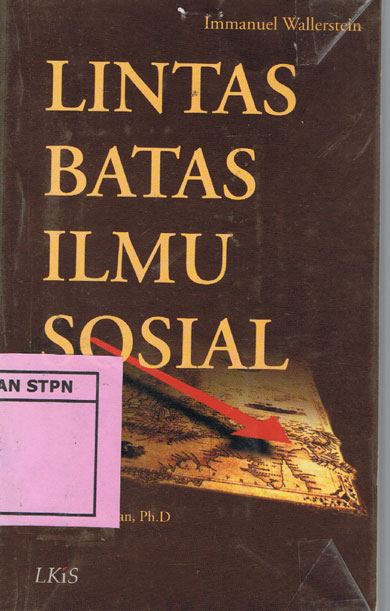 Immanuel Wallerstein
LINTAS
BATAS
ILMU
SOSIAL
AN STPN
an, Ph.D
LKiS